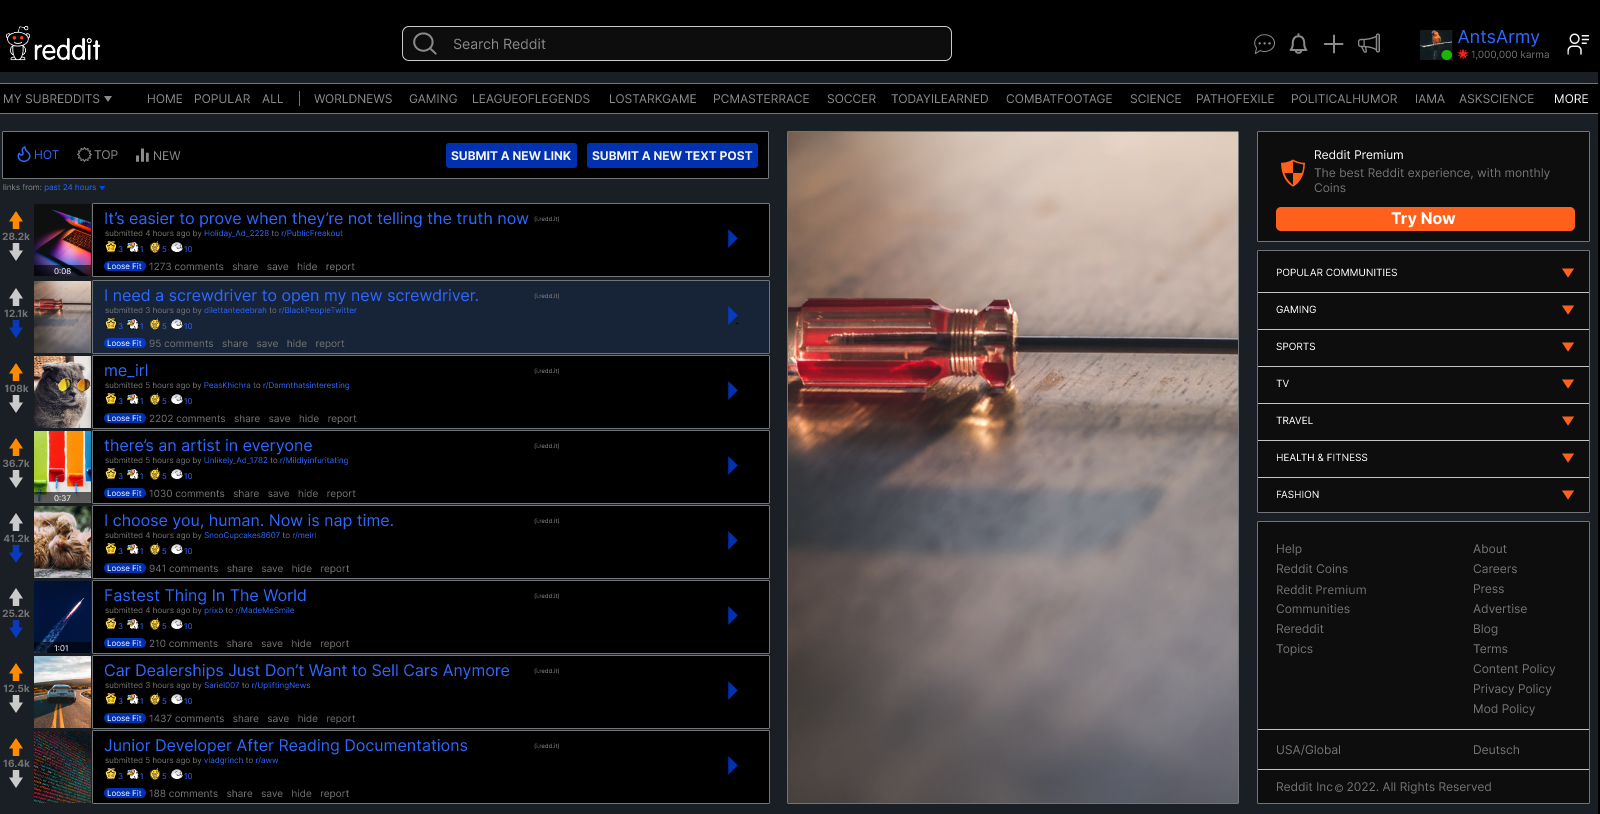 reddit
Search Reddit
AntsArmy
1,000,000 karma
MY SUBREDDITS
HOME POPULAR ALL | WORLDNEWS GAMING LEAGUEOFLEGENDS LOSTARKGAME PCMASTERRACE SOCCER TODAYILEARNED COMBATFOOTAGE SCIENCE PATHOFEXILE POLITICALHUMOR IAMA ASKSCIENCE MORE
HOT TOP NEW SUBMIT A NEW LINK SUBMIT A NEW TEXT POST
links from: past 24 hours
28.2k
0:08
It's easier to prove when they're not telling the truth now (i.redd.it)
submitted 4 hours ago by Holiday_Ad_2228 to r/PublicFreakout
3 1 5 10
Loose Fit 1273 comments share save hide report
12.1k
I need a screwdriver to open my new screwdriver. (i.redd.it)
submitted 3 hours ago by dilettantedebrah to r/BlackPeopleTwitter
3 1 5 10
Loose Fit 95 comments share save hide report
108k
me_irl (i.redd.it)
submitted 5 hours ago by PeasKhichra to r/Damnthatsinteresting
3 1 5 10
Loose Fit 2202 comments share save hide report
36.7k
0:37
there's an artist in everyone (i.redd.it)
submitted 5 hours ago by Unlikely_Ad_1782 to r/Mildlyinfuritating
3 1 5 10
Loose Fit 1030 comments share save hide report
41.2k
I choose you, human. Now is nap time. (i.redd.it)
submitted 4 hours ago by SnooCupcakes8607 to r/meirl
3 1 5 10
Loose Fit 941 comments share save hide report
25.2k
1:01
Fastest Thing In The World (i.redd.it)
submitted 4 hours ago by prixb to r/MadeMeSmile
3 1 5 10
Loose Fit 210 comments share save hide report
12.5k
Car Dealerships Just Don't Want to Sell Cars Anymore (i.redd.it)
submitted 3 hours ago by Sariel007 to r/UpliftingNews
3 1 5 10
Loose Fit 1437 comments share save hide report
16.4k
Junior Developer After Reading Documentations (i.redd.it)
submitted 5 hours ago by vladgrinch to r/aww
3 1 5 10
Loose Fit 188 comments share save hide report
Reddit Premium
The best Reddit experience, with monthly
Coins
Try Now
POPULAR COMMUNITIES
GAMING
SPORTS
TV
TRAVEL
HEALTH & FITNESS
FASHION
Help About
Reddit Coins Careers
Reddit Premium Press
Communities Advertise
Rereddit Blog
Topics Terms
Content Policy
Privacy Policy
Mod Policy
USA/Global Deutsch
Reddit Inc © 2022. All Rights Reserved